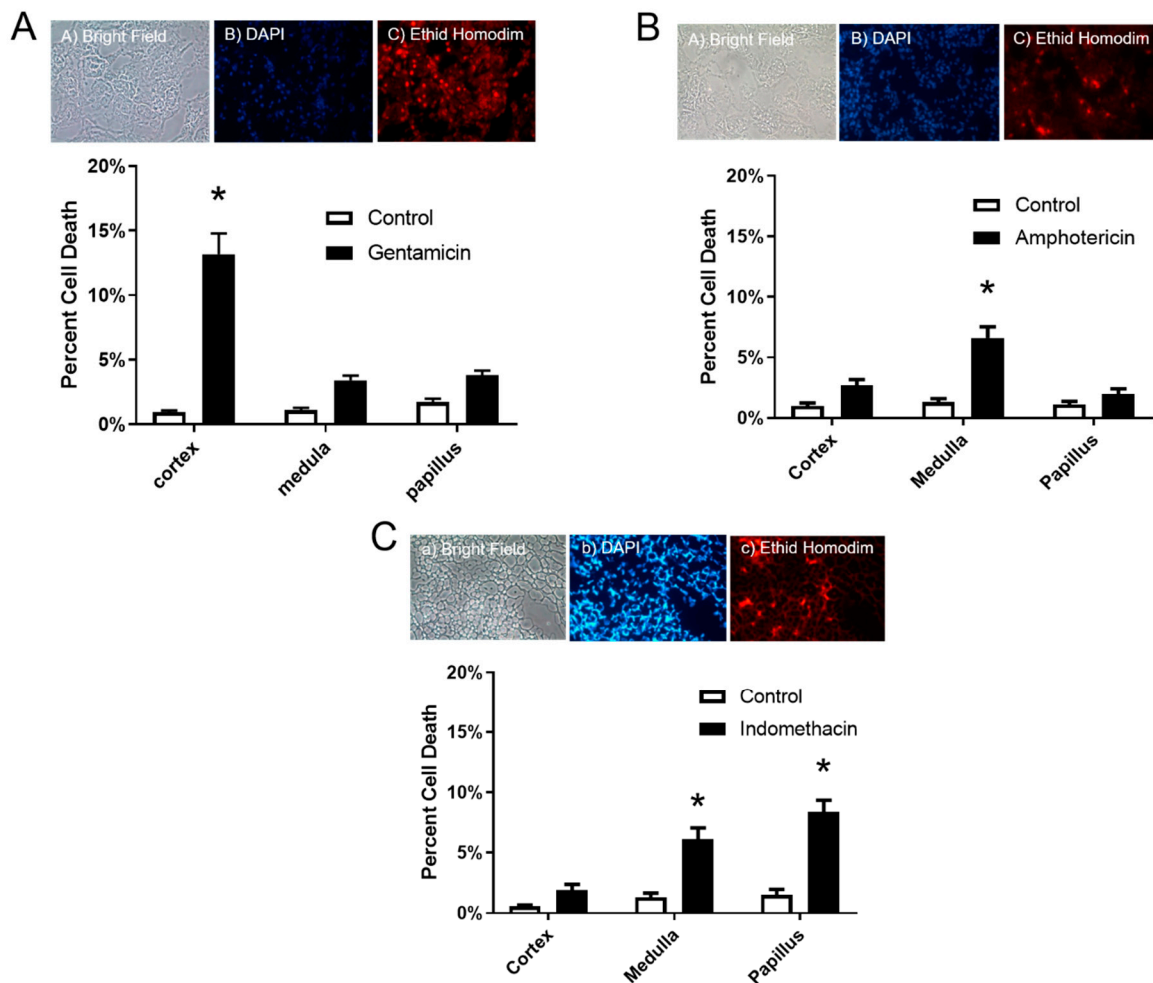 A
A) Bright Field
B) DAPI
C) Ethid Homodim
20%
15%
10%
5%
0%
Percent Cell Death
*
Control
Gentamicin
cortex
medula
papillus
B
A) Bright Field
B) DAPI
C) Ethid Homodim
20%
15%
10%
5%
0%
Percent Cell Death
*
Control
Amphotericin
Cortex
Medulla
Papillus
C
a) Bright Field
b) DAPI
c) Ethid Homodim
20%
15%
10%
5%
0%
Percent Cell Death
*
*
Control
Indomethacin
Cortex
Medulla
Papillus